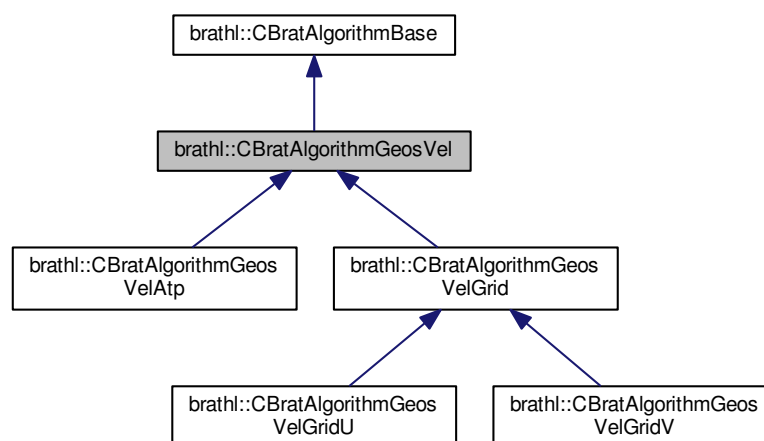 brathl::CBratAlgorithmBase
brathl::CBratAlgorithmGeosVel
brathl::CBratAlgorithmGeos
VelAtp
brathl::CBratAlgorithmGeos
VelGrid
brathl::CBratAlgorithmGeos
VelGridU
brathl::CBratAlgorithmGeos
VelGridV